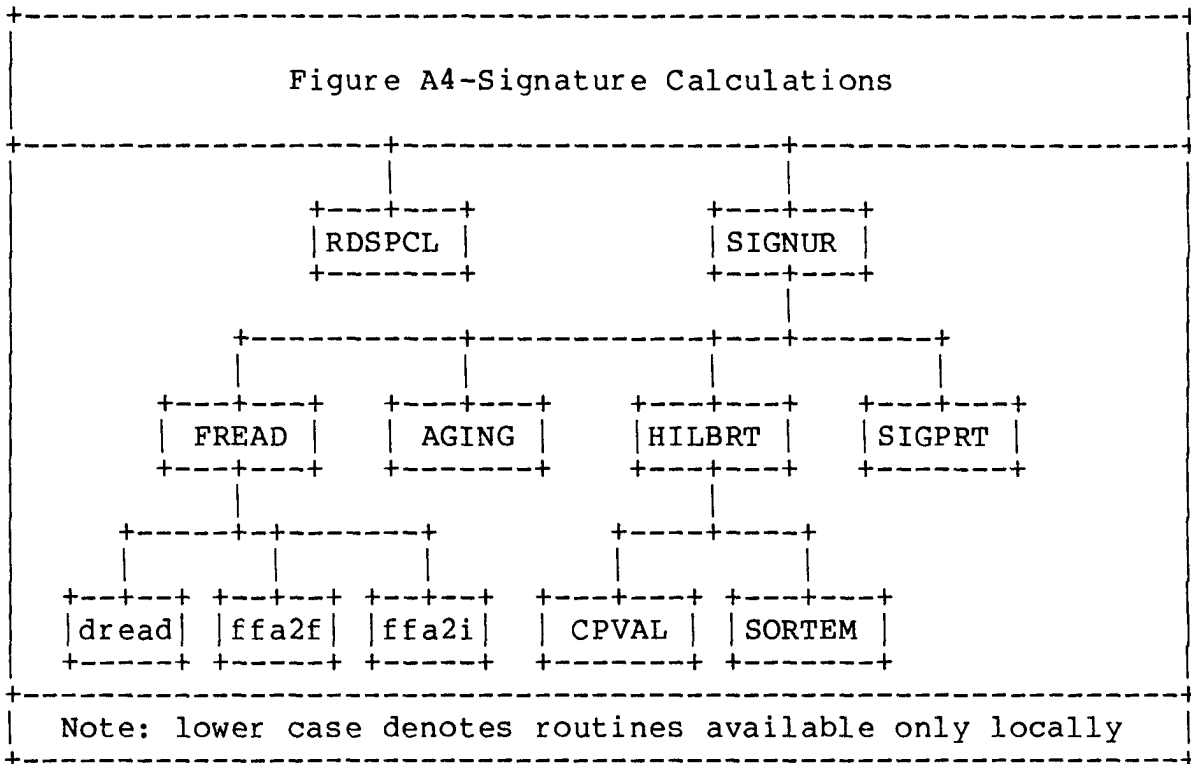 Figure A4-Signature Calculations
RDSPCL SIGNUR
FREAD AGING HILBRT SIGPRT
dread ffa2f ffa2i CPVAL SORTEM
Note: lower case denotes routines available only locally